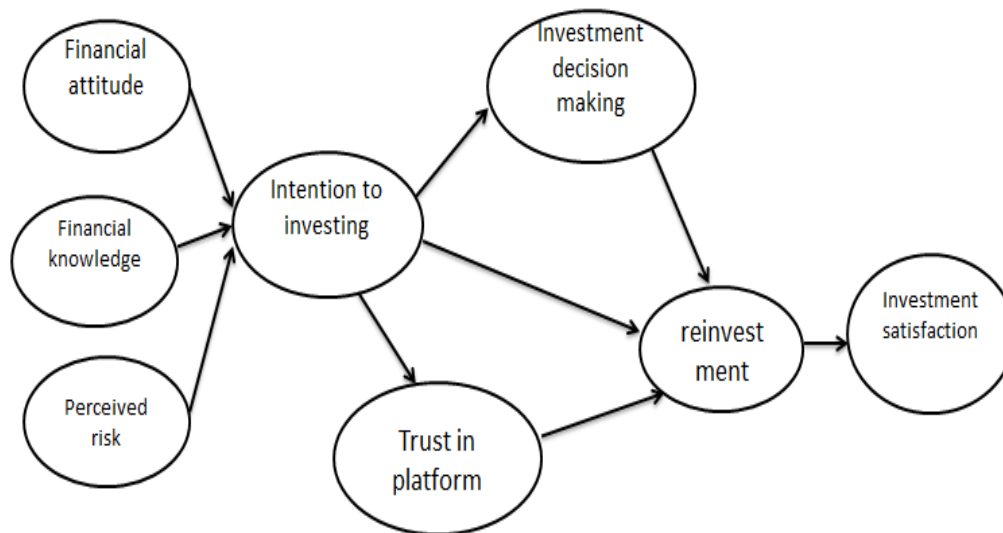 Financial
attitude
Financial
knowledge
Perceived
risk
Intention to
investing
Investment
decision
making
Trust in
platform
reinvest
ment
Investment
satisfaction